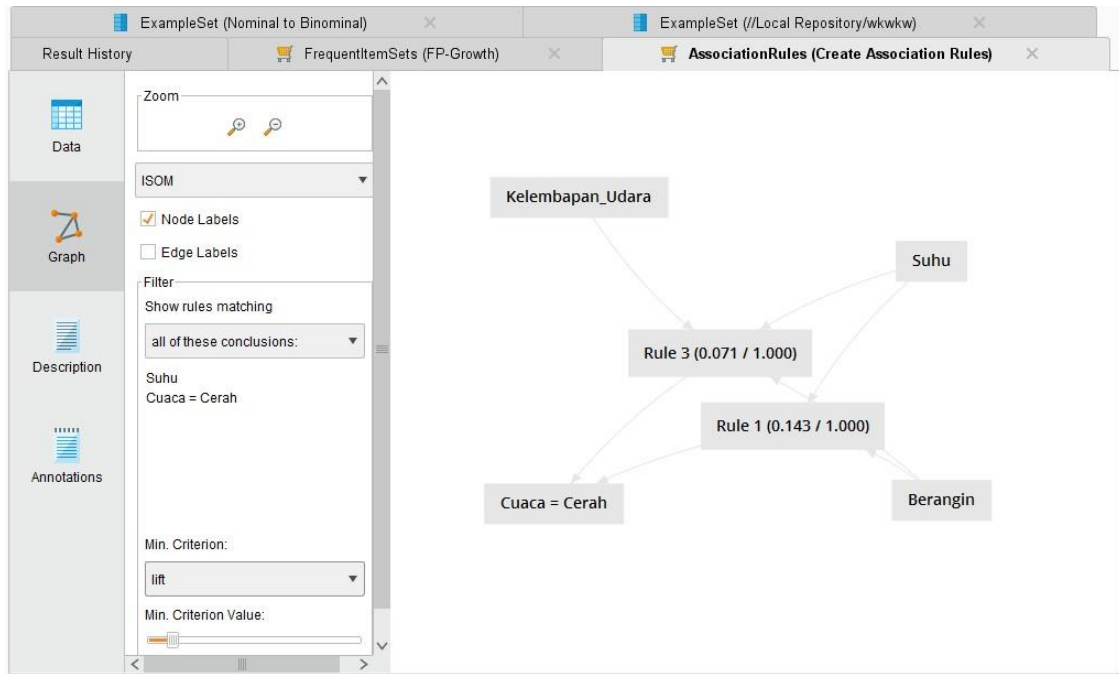 ExampleSet (Nominal to Binominal)
ExampleSet (//Local Repository/wkwkw)
Result History
FrequentItemSets (FP-Growth)
AssociationRules (Create Association Rules)
Data
Graph
Description
Annotations
Zoom
ISOM
Node Labels
Edge Labels
Filter
Show rules matching
all of these conclusions:
Suhu
Cuaca = Cerah
Min. Criterion:
lift
Min. Criterion Value:
Kelembapan_Udara
Suhu
Rule 3 (0.071 / 1.000)
Rule 1 (0.143 / 1.000)
Cuaca = Cerah
Berangin